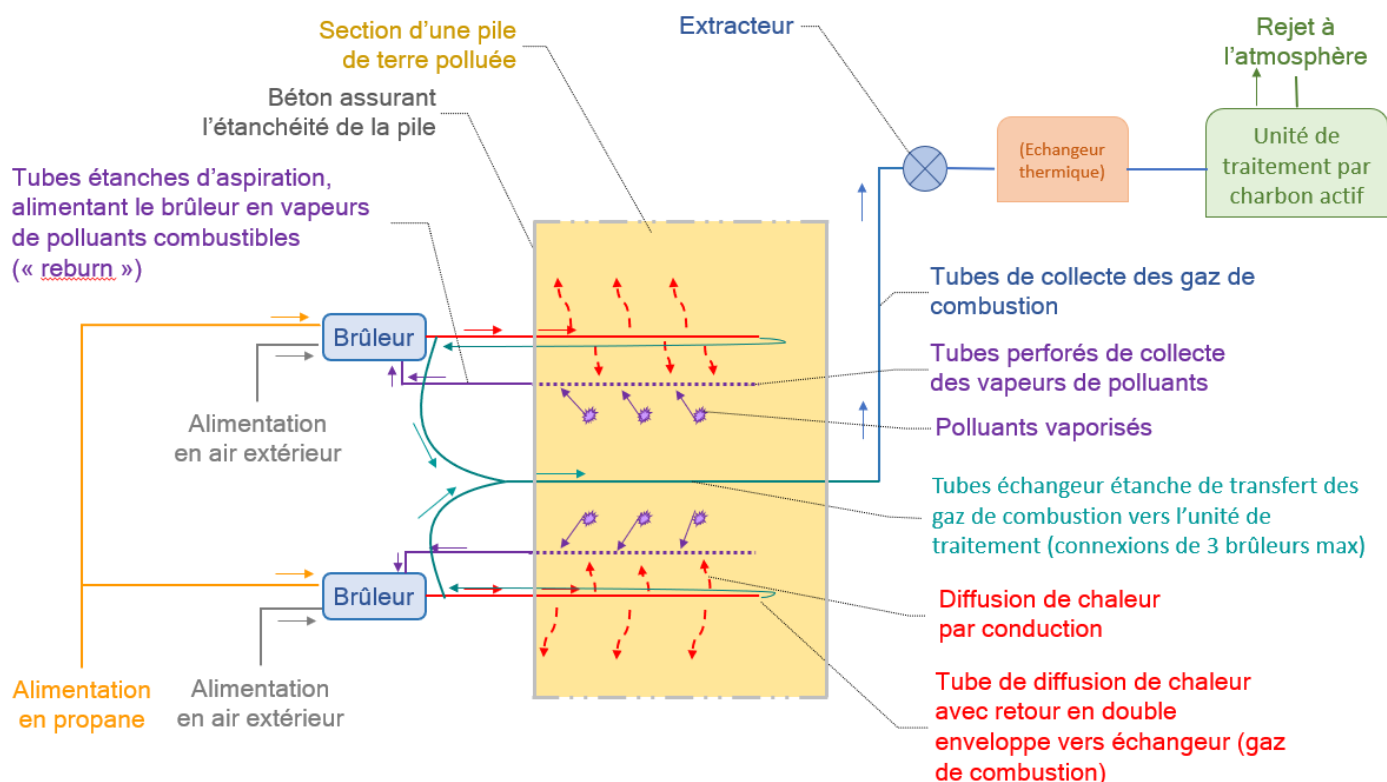 Section d'une pile
de terre polluée
Extracteur
Rejet à
l'atmosphère
Béton assurant
l'étanchéité de la pile
(Echangeur
thermique)
Unité de
traitement par
charbon actif
Tubes étanches d'aspiration,
alimentant le brûleur en vapeurs
de polluants combustibles
(« reburn »)
Tubes de collecte des gaz de
combustion
Brûleur
Tubes perforés de collecte
des vapeurs de polluants
Alimentation
en air extérieur
Polluants vaporisés
Tubes échangeur étanche de transfert des
gaz de combustion vers l'unité de
traitement (connexions de 3 brûleurs max)
Brûleur
Diffusion de chaleur
par conduction
Alimentation
en propane
Alimentation
en air extérieur
Tube de diffusion de chaleur
avec retour en double
enveloppe vers échangeur (gaz
de combustion)